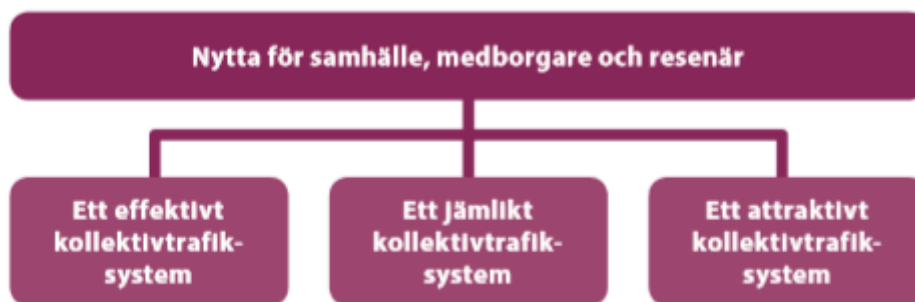 Nytta för samhälle, medborgare och resenär
Ett effektivt
kollektivtrafik-
system
Ett jämlikt
kollektivtrafik-
system
Ett attraktivt
kollektivtrafik-
system